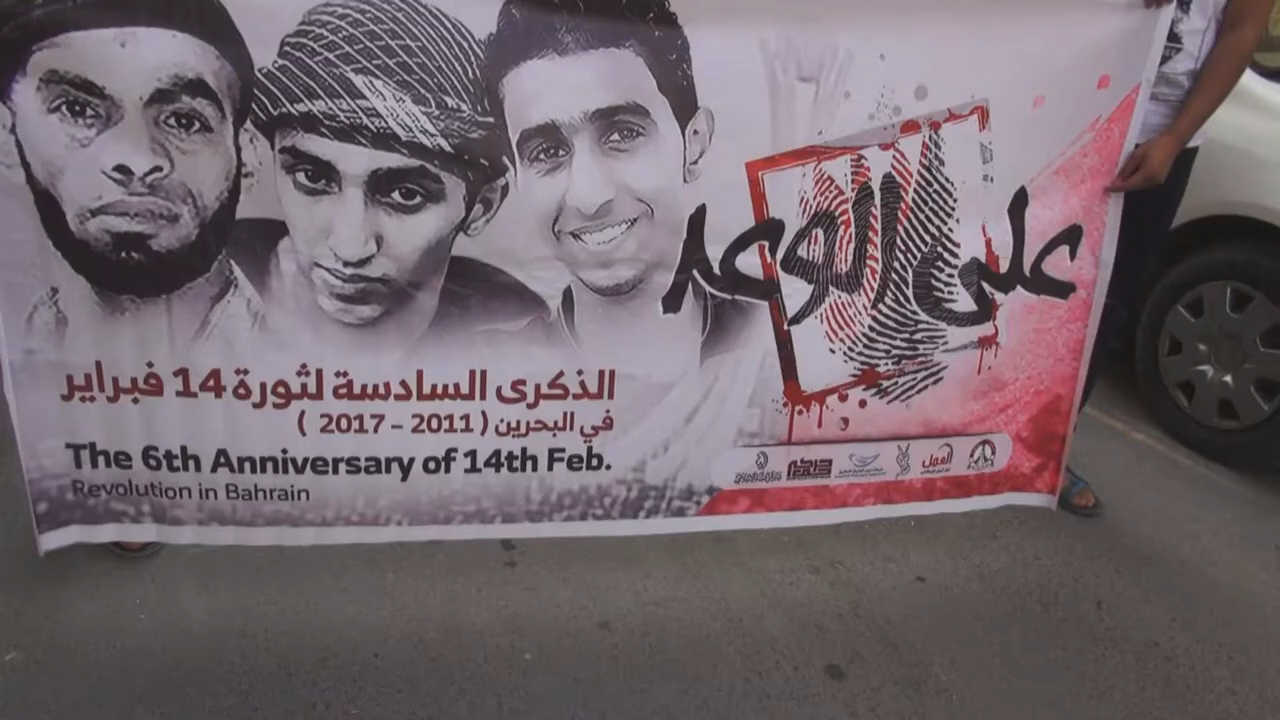 على الوعد
الذكرى السادسة لثورة 14 فبراير
في البحرين ( 2011 - 2017 )
The 6th Anniversary of 14th Feb.
Revolution in Bahrain
العمل